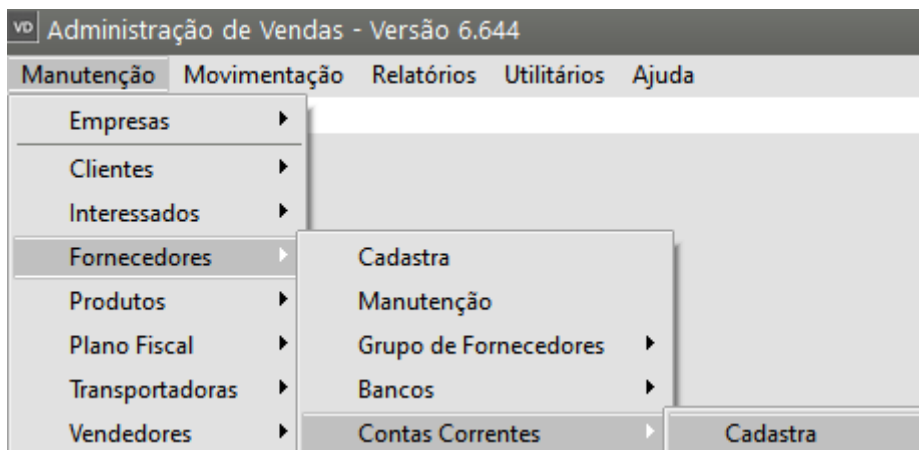 VD Administração de Vendas - Versão 6.644
Manutenção Movimentação Relatórios Utilitários Ajuda
Empresas
Clientes
Interessados
Fornecedores Cadastra
Produtos Manutenção
Plano Fiscal Grupo de Fornecedores
Transportadoras Bancos
Vendedores Contas Correntes Cadastra